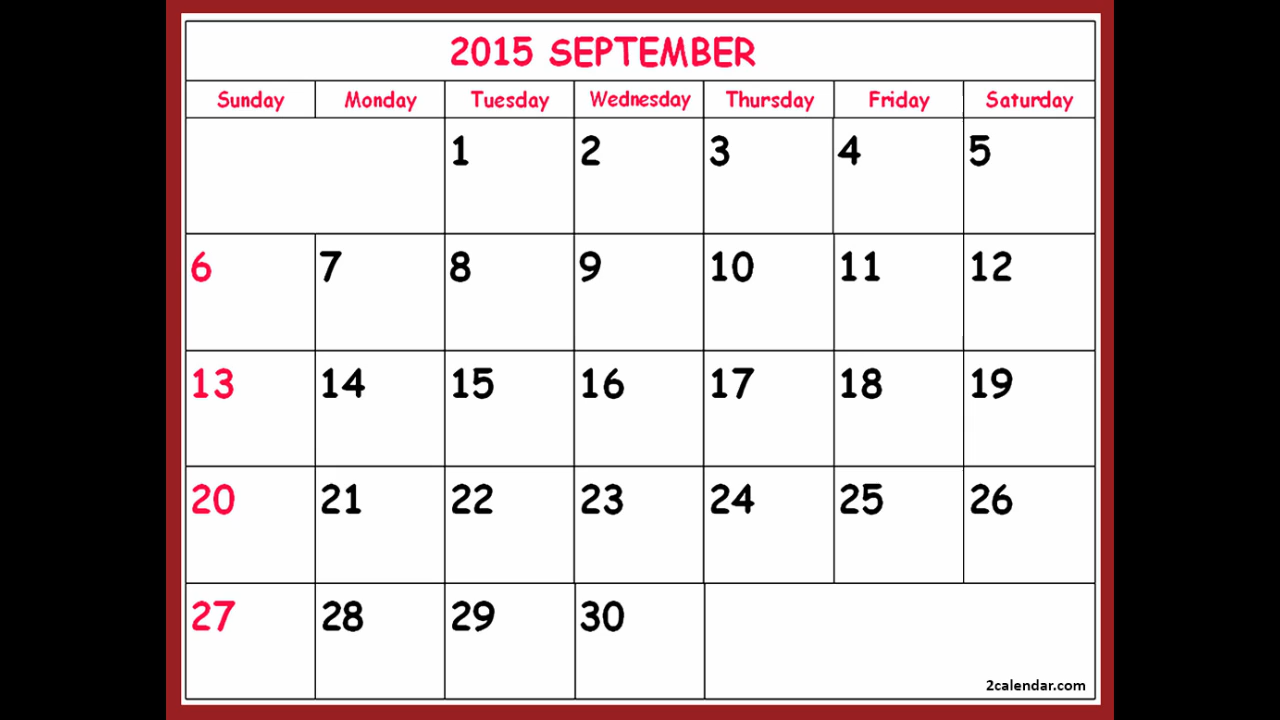 2015 SEPTEMBER
Sunday Monday Tuesday Wednesday Thursday Friday Saturday
1 2 3 4 5
6 7 8 9 10 11 12
13 14 15 16 17 18 19
20 21 22 23 24 25 26
27 28 29 30
2calendar.com